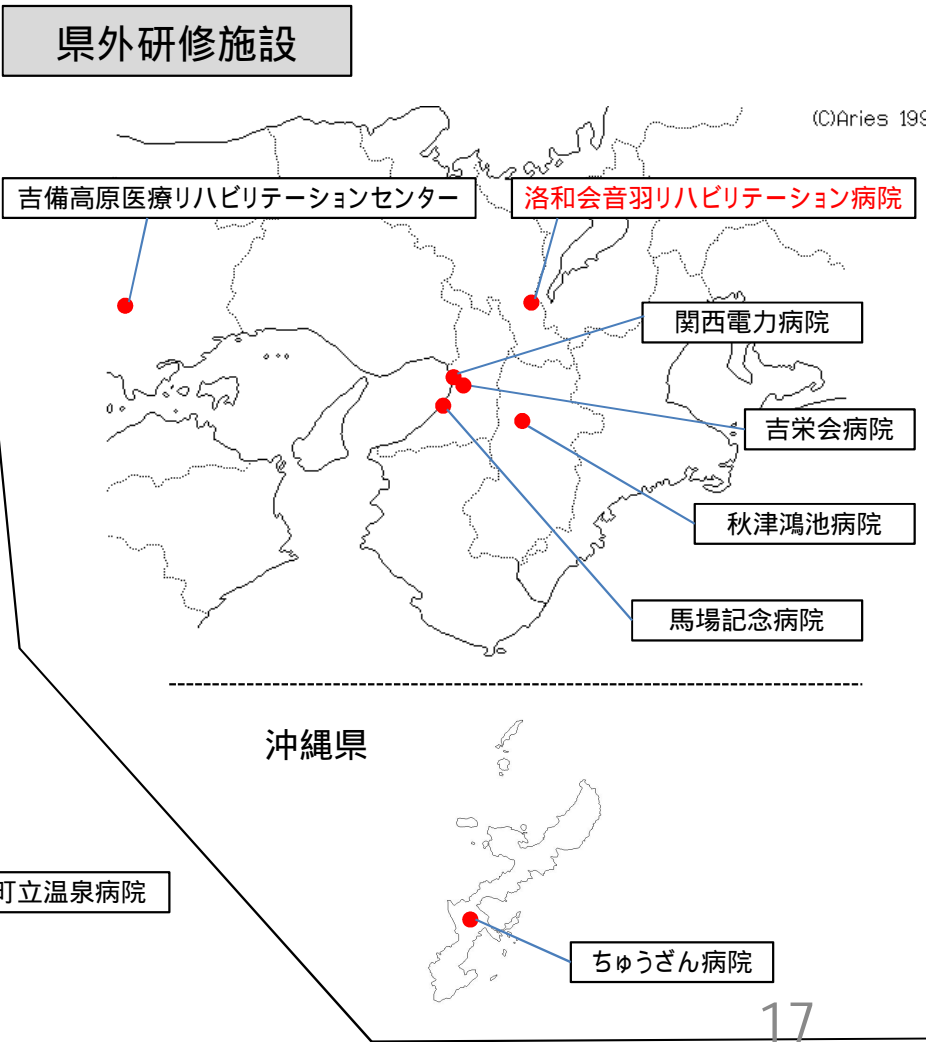 県外研修施設
(C)Aries 199
吉備高原医療リハビリテーションセンター
洛和会音羽リハビリテーション病院
関西電力病院
吉栄会病院
秋津鴻池病院
馬場記念病院
沖縄県
町立温泉病院
ちゅうざん病院
17